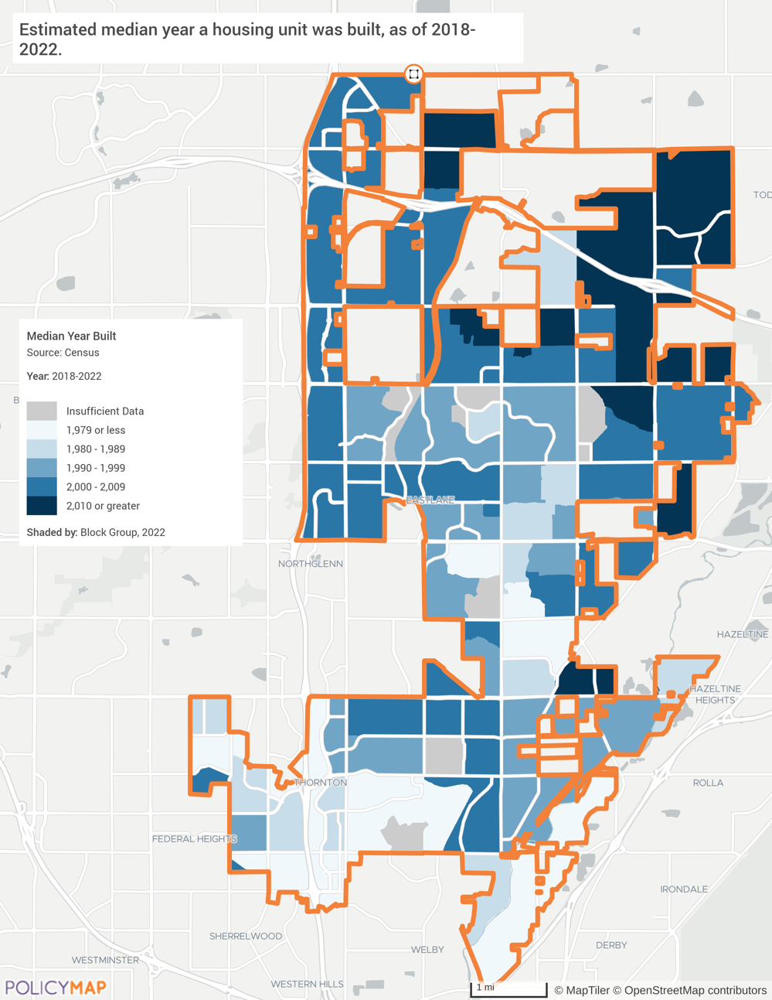 Estimated median year a housing unit was built, as of 2018-
2022.
TOD
Median Year Built
Source: Census
Year: 2018-2022
B
Insufficient Data
1,979 or less
1,980 - 1,989
1,990 - 1,999
2,000 - 2,009
2,010 or greater
Shaded by: Block Group, 2022
EASTLAKE
NORTHGLENN
HAZELTINE
HAZELTINE
HEIGHTS
THORNTON
ROLLA
FEDERAL HEIGHTS
IRONDALE
SHERRELWOOD
DERBY
WELBY
WESTMINSTER
WESTERN HILLS
POLICYMAP
1 mi
© MapTiler © OpenStreetMap contributors